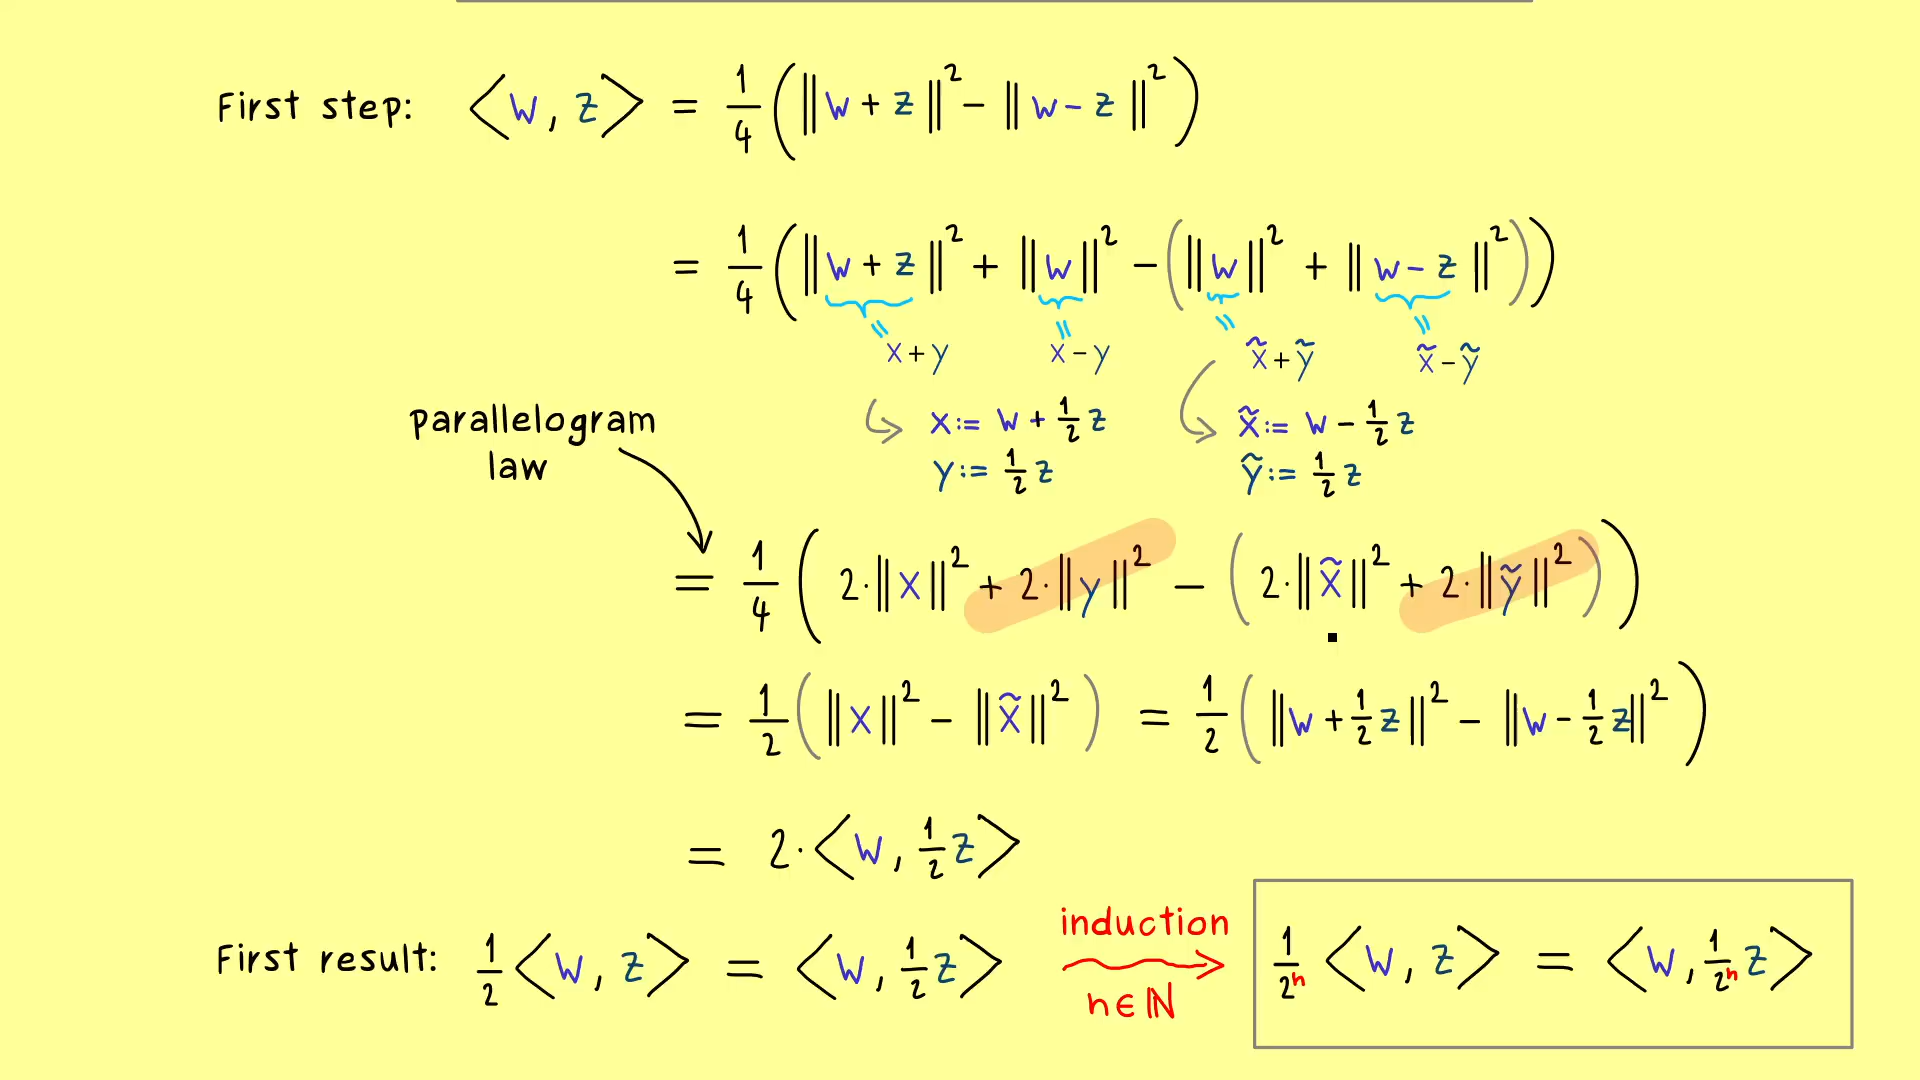 First step: ⟨w, z⟩ = 1/4 (‖w + z‖² − ‖w − z‖²)
= 1/4 (‖w + z‖² + ‖w‖² − (‖w‖² + ‖w − z‖²))
= x + y = x − y = x̃ + ỹ = x̃ − ỹ
parallelogram law
x := w + 1/2 z x̃ := w − 1/2 z
y := 1/2 z ỹ := 1/2 z
= 1/4 (2·‖x‖² + 2·‖y‖² − (2·‖x̃‖² + 2·‖ỹ‖²))
= 1/2 (‖x‖² − ‖x̃‖²) = 1/2 (‖w + 1/2 z‖² − ‖w − 1/2 z‖²)
= 2·⟨w, 1/2 z⟩
First result: 1/2 ⟨w, z⟩ = ⟨w, 1/2 z⟩ induction n∈ℕ 1/2ⁿ ⟨w, z⟩ = ⟨w, 1/2ⁿ z⟩